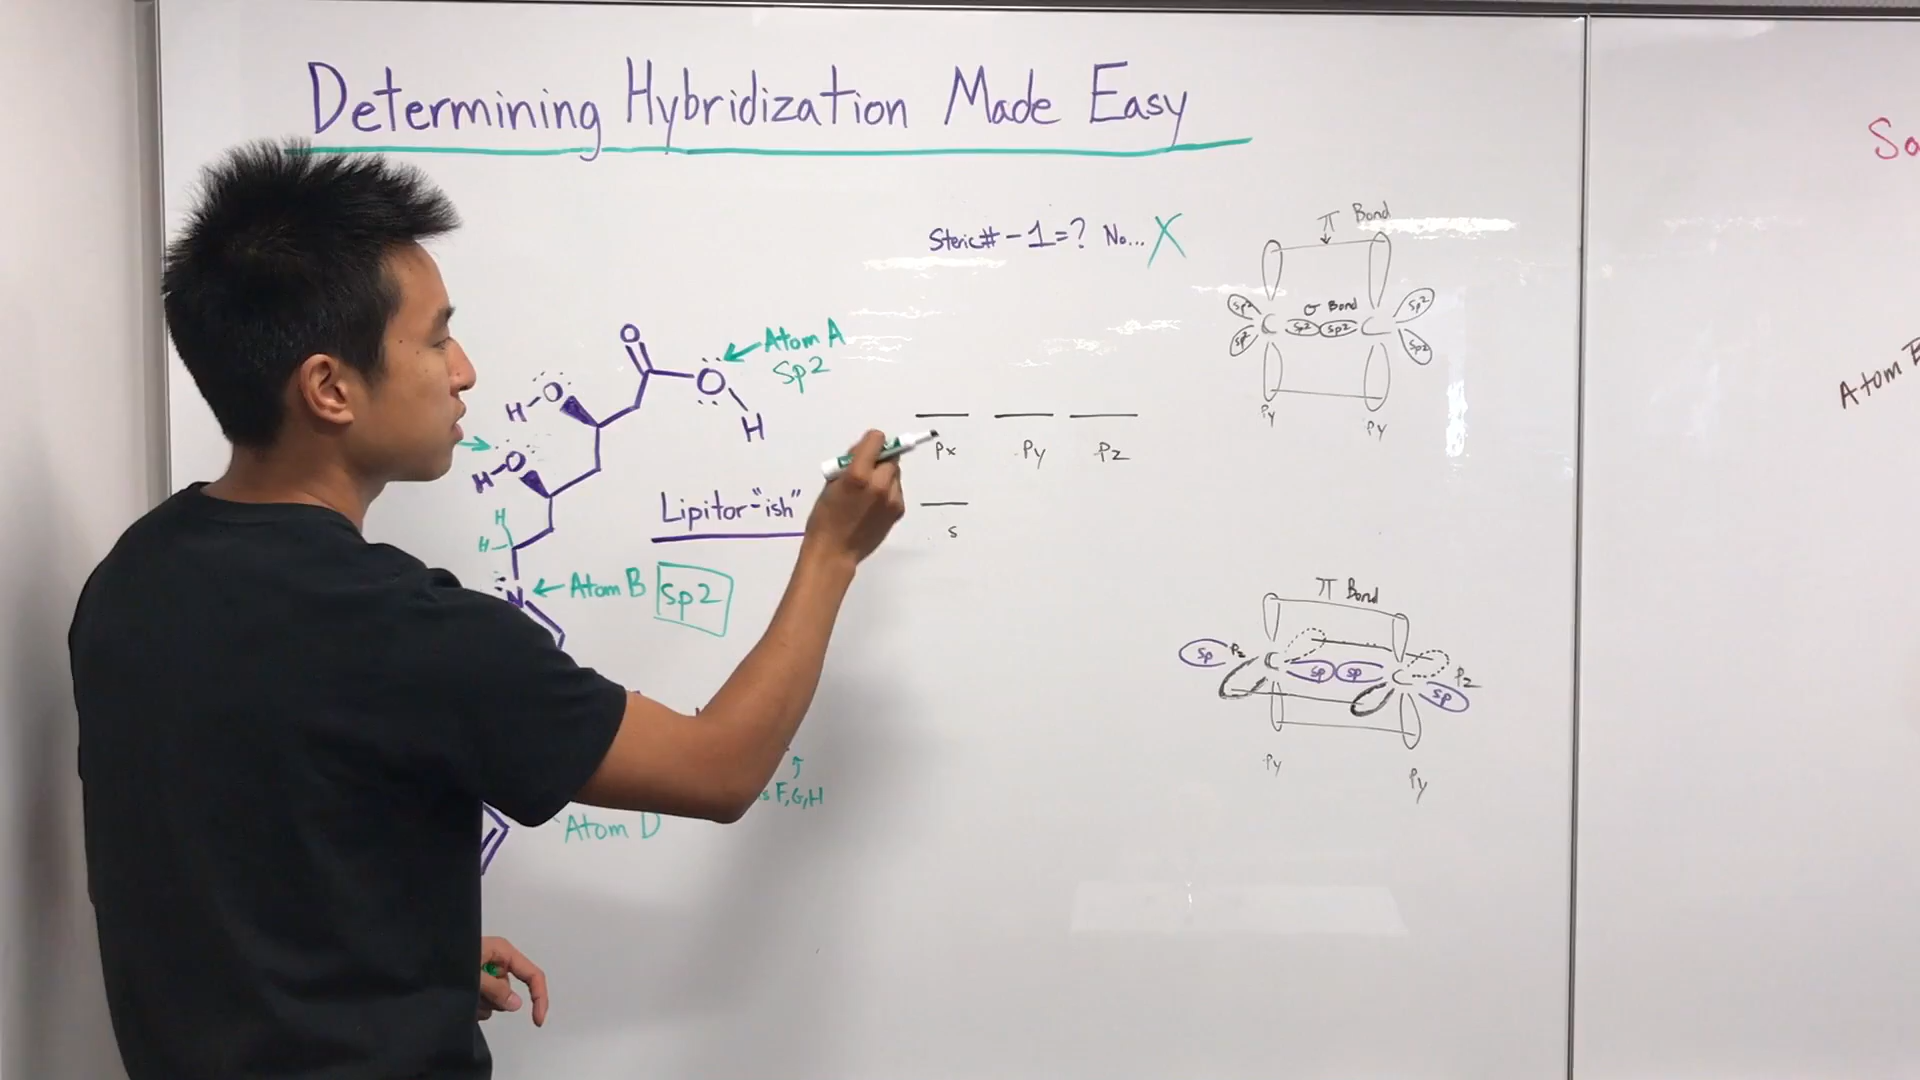 Determining Hybridization Made Easy
Steric# - 1 = ? No... X
π Bond
sp2
sp2
C
σ Bond
sp2 sp2
C
sp2
sp2
Py
Py
O
Atom A
sp2
O
H
H-O
H-O
Px Py Pz
s
Lipitor-"ish"
H
H
N
Atom B sp2
F,G,H
Atom D
π Bond
sp Pz C sp sp C Pz
sp
Py
Py
Atom